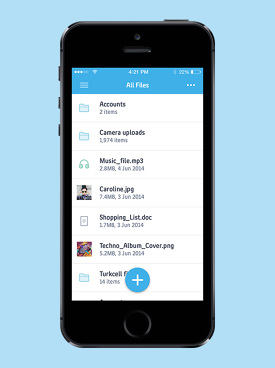 4:21 PM
22%
All Files
Accounts
2 items
Camera uploads
1,974 items
Music_file.mp3
2.8MB, 4 Jun 2014
Caroline.jpg
7.4MB, 3 Jun 2014
Shopping_List.doc
1.7MB, 3 Jun 2014
Techno_Album_Cover.png
5.2MB, 3 Jun 2014
Turkcell
14 items